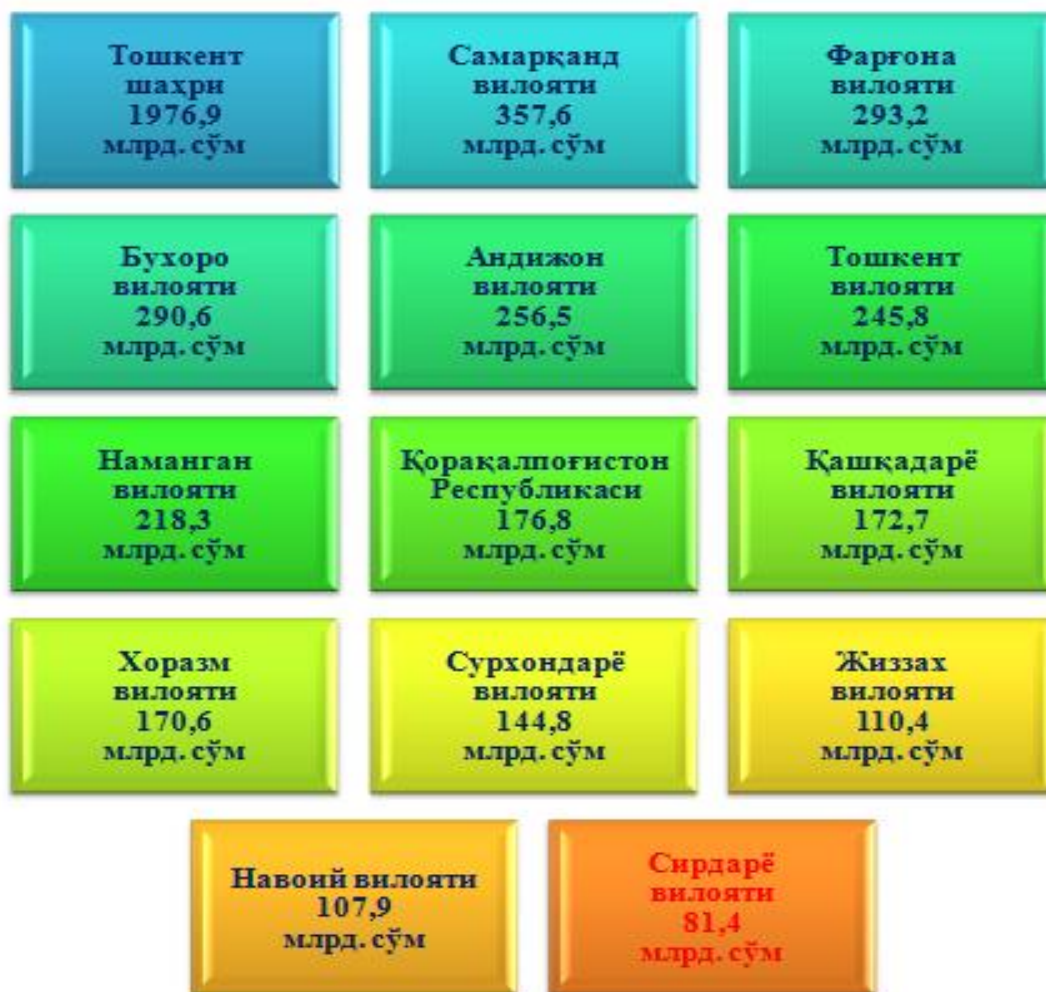 Тошкент
шаҳри
1976,9
млрд. сўм
Самарқанд
вилояти
357,6
млрд. сўм
Фарғона
вилояти
293,2
млрд. сўм
Бухоро
вилояти
290,6
млрд. сўм
Андижон
вилояти
256,5
млрд. сўм
Тошкент
вилояти
245,8
млрд. сўм
Наманган
вилояти
218,3
млрд. сўм
Қорақалпоғистон
Республикаси
176,8
млрд. сўм
Қашқадарё
вилояти
172,7
млрд. сўм
Хоразм
вилояти
170,6
млрд. сўм
Сурхондарё
вилояти
144,8
млрд. сўм
Жиззах
вилояти
110,4
млрд. сўм
Навоий вилояти
107,9
млрд. сўм
Сирдарё
вилояти
81,4
млрд. сўм